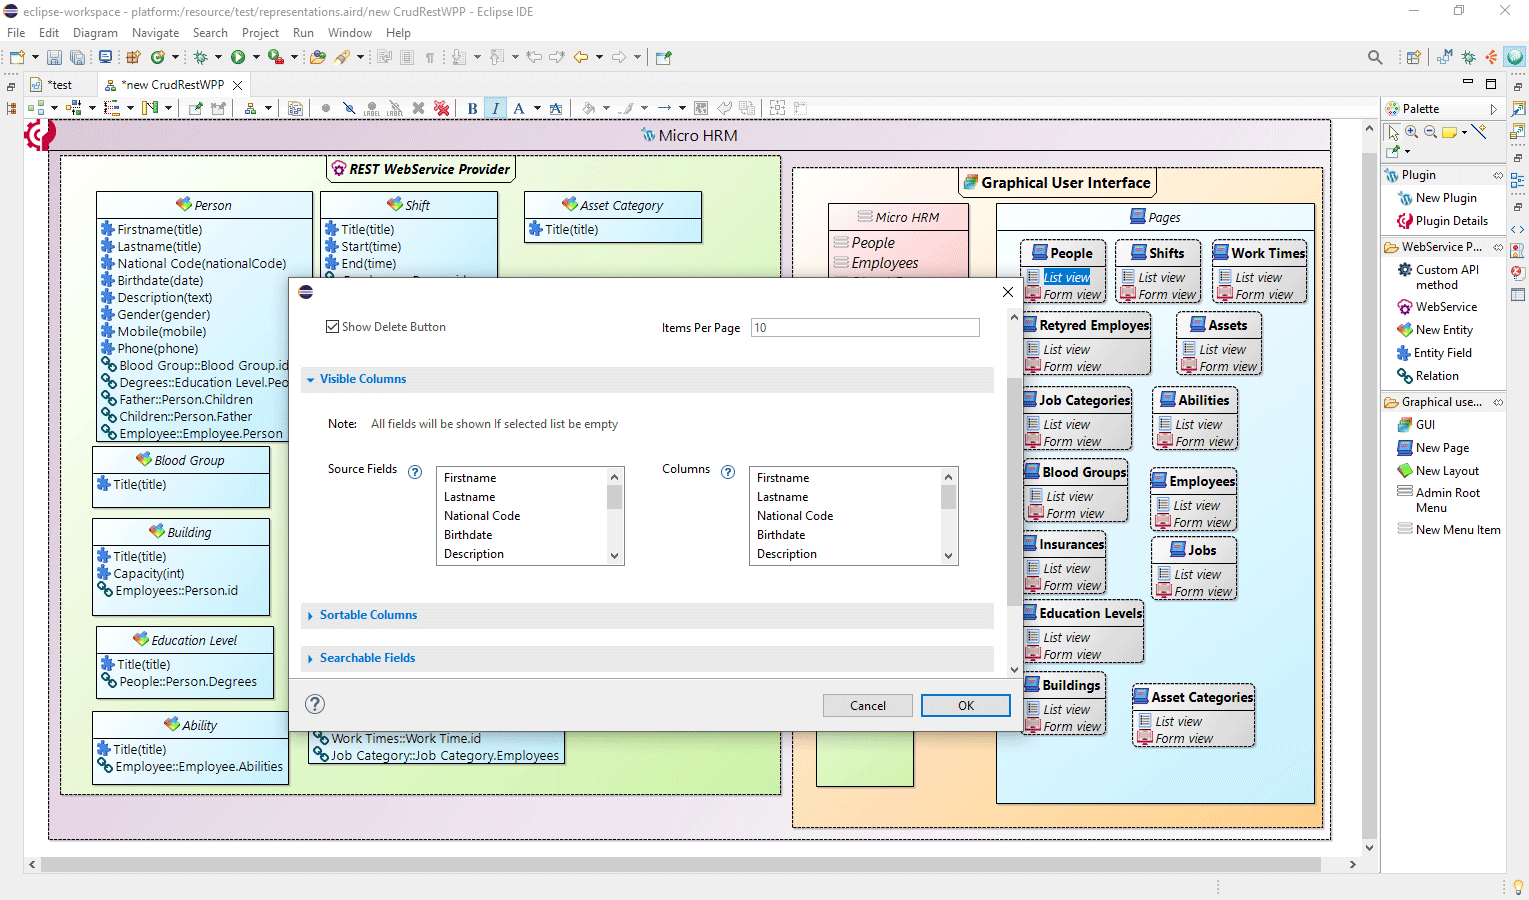 eclipse-workspace - platform:/resource/test/representations.aird/new CrudRestWPP - Eclipse IDE
File Edit Diagram Navigate Search Project Run Window Help
*test
*new CrudRestWPP
LABEL LABEL B I A A
Palette
Micro HRM
REST WebService Provider
Person
Firstname(title)
Lastname(title)
National Code(nationalCode)
Birthdate(date)
Description(text)
Gender(gender)
Mobile(mobile)
Phone(phone)
Blood Group::Blood Group.id
Degrees::Education Level.Peo
Father::Person.Children
Children::Person.Father
Employee::Employee.Person
Shift
Title(title)
Start(time)
End(time)
Asset Category
Title(title)
Blood Group
Title(title)
Building
Title(title)
Capacity(int)
Employees::Person.id
Education Level
Title(title)
People::Person.Degrees
Ability
Title(title)
Employee::Employee.Abilities
Work Times::Work Time.id
Job Category::Job Category.Employees
Show Delete Button
Items Per Page 10
Visible Columns
Note: All fields will be shown If selected list be empty
Source Fields
Firstname
Lastname
National Code
Birthdate
Description
Columns
Firstname
Lastname
National Code
Birthdate
Description
Sortable Columns
Searchable Fields
Cancel
OK
Graphical User Interface
Micro HRM
People
Employees
Pages
People
List view
Form view
Shifts
List view
Form view
Work Times
List view
Form view
Retyred Employes
List view
Form view
Assets
List view
Form view
Job Categories
List view
Form view
Abilities
List view
Form view
Blood Groups
List view
Form view
Employees
List view
Form view
Insurances
List view
Form view
Jobs
List view
Form view
Education Levels
List view
Form view
Buildings
List view
Form view
Asset Categories
List view
Form view
Plugin
New Plugin
Plugin Details
WebService P...
Custom API
method
WebService
New Entity
Entity Field
Relation
Graphical use...
GUI
New Page
New Layout
Admin Root
Menu
New Menu Item